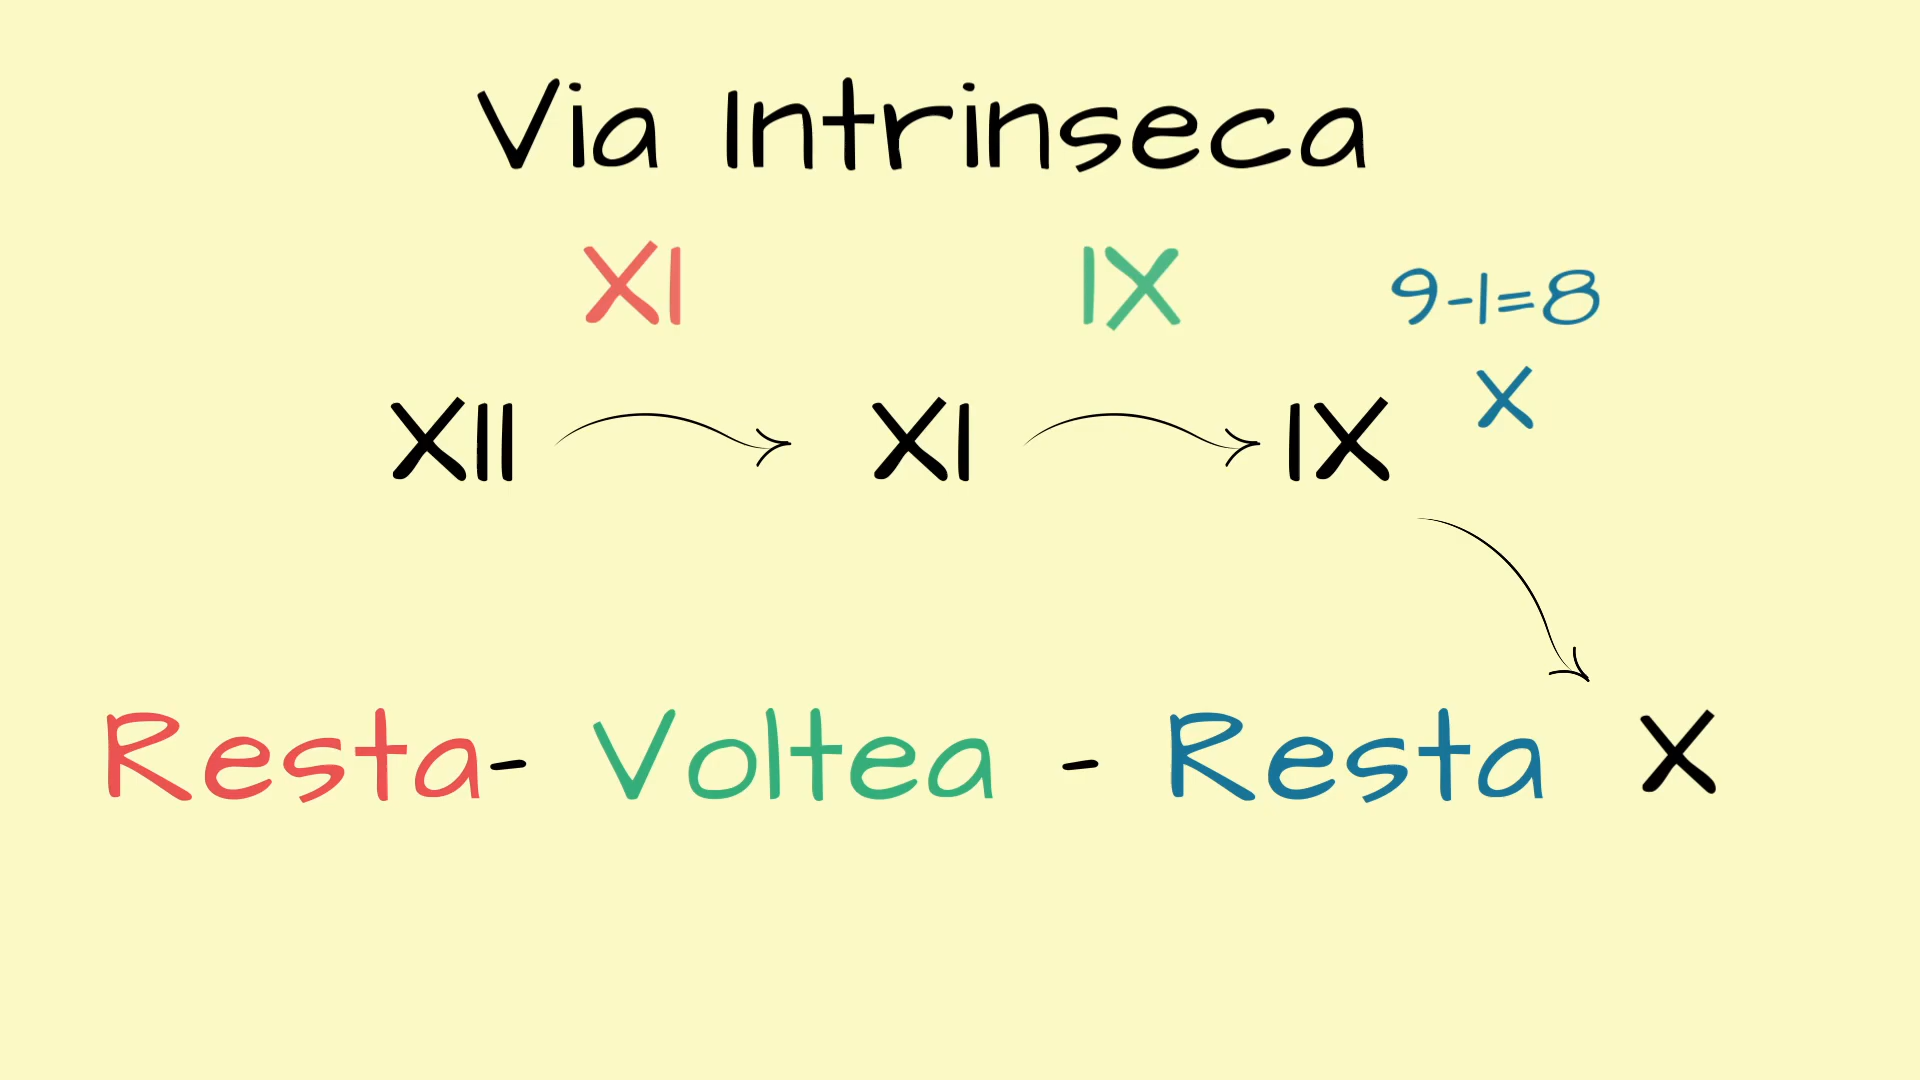 Via Intrinseca
XI IX 9-1=8
X
XII XI IX
Resta- Voltea - Resta X